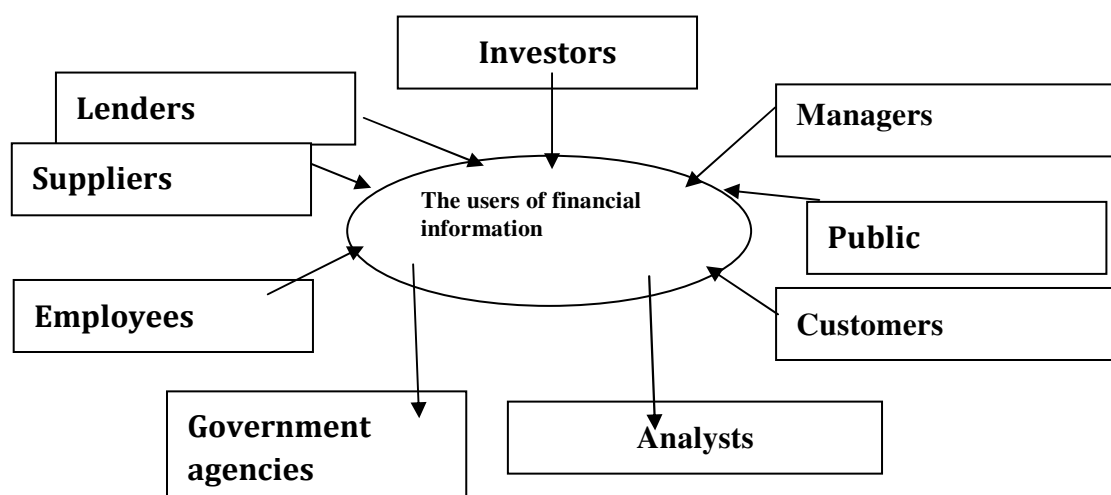 Investors
Lenders
Managers
Suppliers
The users of financial
information
Public
Employees
Customers
Government
agencies
Analysts